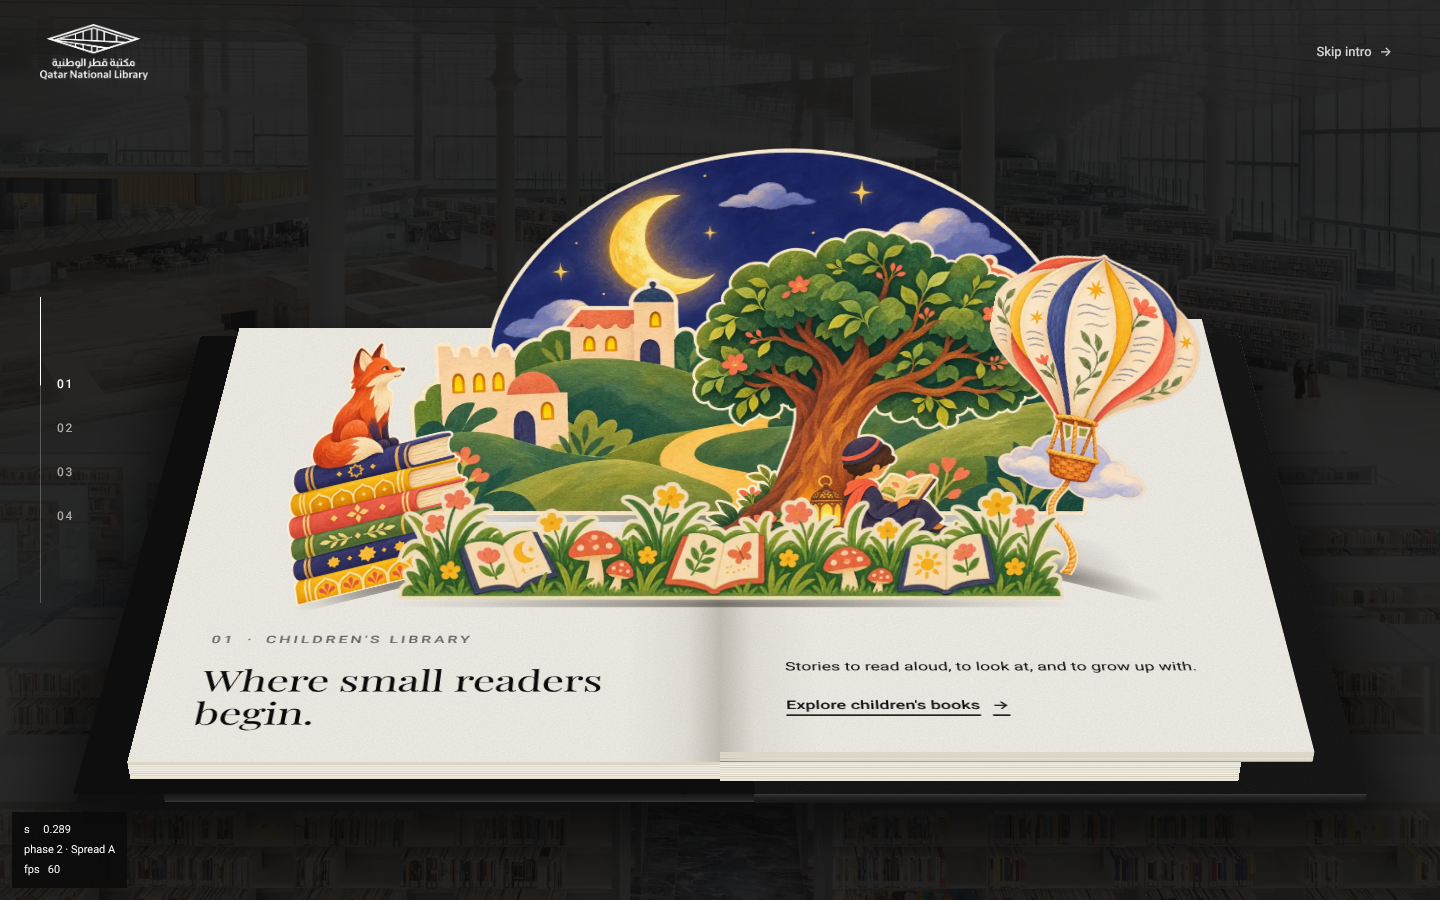 مكتبة قطر الوطنية
Qatar National Library
Skip intro →
01
02
03
04
01 · CHILDREN'S LIBRARY
Where small readers
begin.
Stories to read aloud, to look at, and to grow up with.
Explore children's books →
s 0.289
phase 2 · Spread A
fps 60